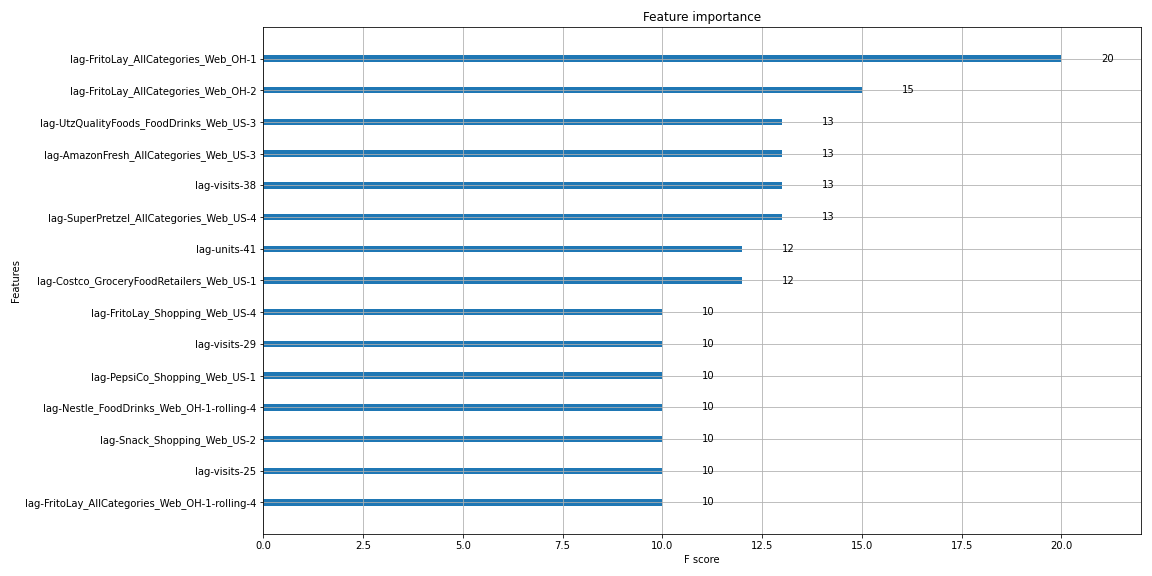 Feature importance
lag-FritoLay_AllCategories_Web_OH-1
20
lag-FritoLay_AllCategories_Web_OH-2
15
lag-UtzQualityFoods_FoodDrinks_Web_US-3
13
lag-AmazonFresh_AllCategories_Web_US-3
13
lag-visits-38
13
lag-SuperPretzel_AllCategories_Web_US-4
13
lag-units-41
12
lag-Costco_GroceryFoodRetailers_Web_US-1
12
lag-FritoLay_Shopping_Web_US-4
10
lag-visits-29
10
lag-PepsiCo_Shopping_Web_US-1
10
lag-Nestle_FoodDrinks_Web_OH-1-rolling-4
10
lag-Snack_Shopping_Web_US-2
10
lag-visits-25
10
lag-FritoLay_AllCategories_Web_OH-1-rolling-4
10
Features
0.0 2.5 5.0 7.5 10.0 12.5 15.0 17.5 20.0
F score